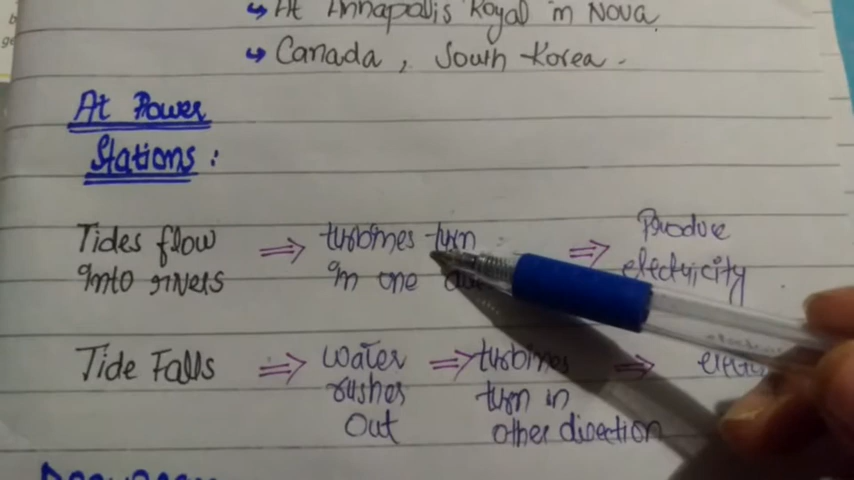 ↳ At Annapolis Royal in Nova
↳ Canada, South Korea.
At Power
Stations:
Tides flow into rivers ⇒ turbines turn in one ⇒ Produce electricity
Tide Falls ⇒ water rushes out ⇒ turbines turn in other direction ⇒